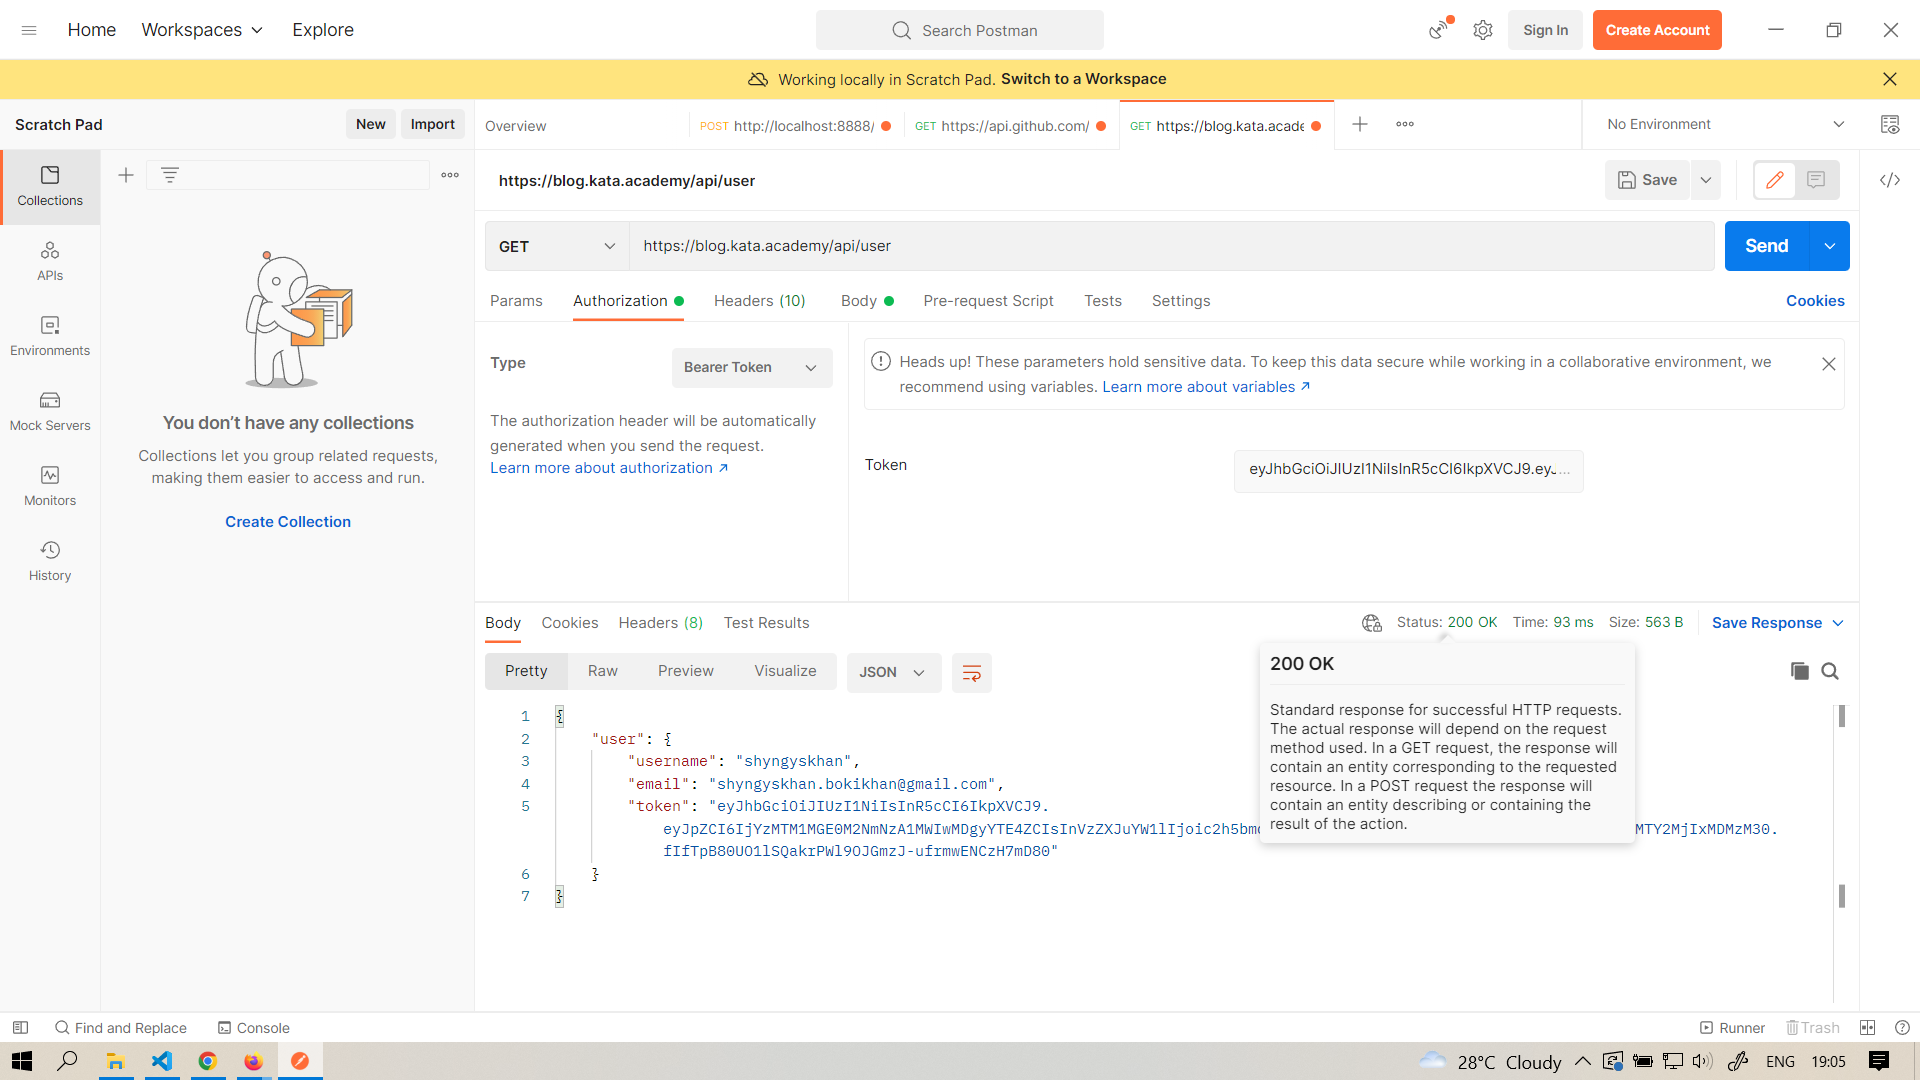 Home
Workspaces
Explore
Search Postman
Sign In
Create Account
Working locally in Scratch Pad. Switch to a Workspace
Scratch Pad
New
Import
Overview
POST http://localhost:8888/
GET https://api.github.com/
GET https://blog.kata.acade
No Environment
Collections
APIs
Environments
Mock Servers
Monitors
History
You don't have any collections
Collections let you group related requests,
making them easier to access and run.
Create Collection
https://blog.kata.academy/api/user
Save
GET
https://blog.kata.academy/api/user
Send
Params
Authorization
Headers (10)
Body
Pre-request Script
Tests
Settings
Cookies
Type
Bearer Token
The authorization header will be automatically
generated when you send the request.
Learn more about authorization ↗
Heads up! These parameters hold sensitive data. To keep this data secure while working in a collaborative environment, we
recommend using variables. Learn more about variables ↗
Token
eyJhbGciOiJIUzI1NiIsInR5cCI6IkpXVCJ9.eyJ...
Body
Cookies
Headers (8)
Test Results
Status: 200 OK
Time: 93 ms
Size: 563 B
Save Response
Pretty
Raw
Preview
Visualize
JSON
200 OK
Standard response for successful HTTP requests.
The actual response will depend on the request
method used. In a GET request, the response will
contain an entity corresponding to the requested
resource. In a POST request the response will
contain an entity describing or containing the
result of the action.
1 {
2 "user": {
3 "username": "shyngyskhan",
4 "email": "shyngyskhan.bokikhan@gmail.com",
5 "token": "eyJhbGciOiJIUzI1NiIsInR5cCI6IkpXVCJ9.
eyJpZCI6IjYzMTM1MGE0M2NmNzA1MWIwMDgyYTE4ZCIsInVzZXJuYW1lIjoic2h5bm MTY2MjIxMDMzM30.
fIfTpB80UO1lSQakrPWl9OJGmzJ-ufrmwENCzH7mD80"
6 }
7 }
Find and Replace
Console
Runner
Trash
28°C Cloudy
ENG
19:05